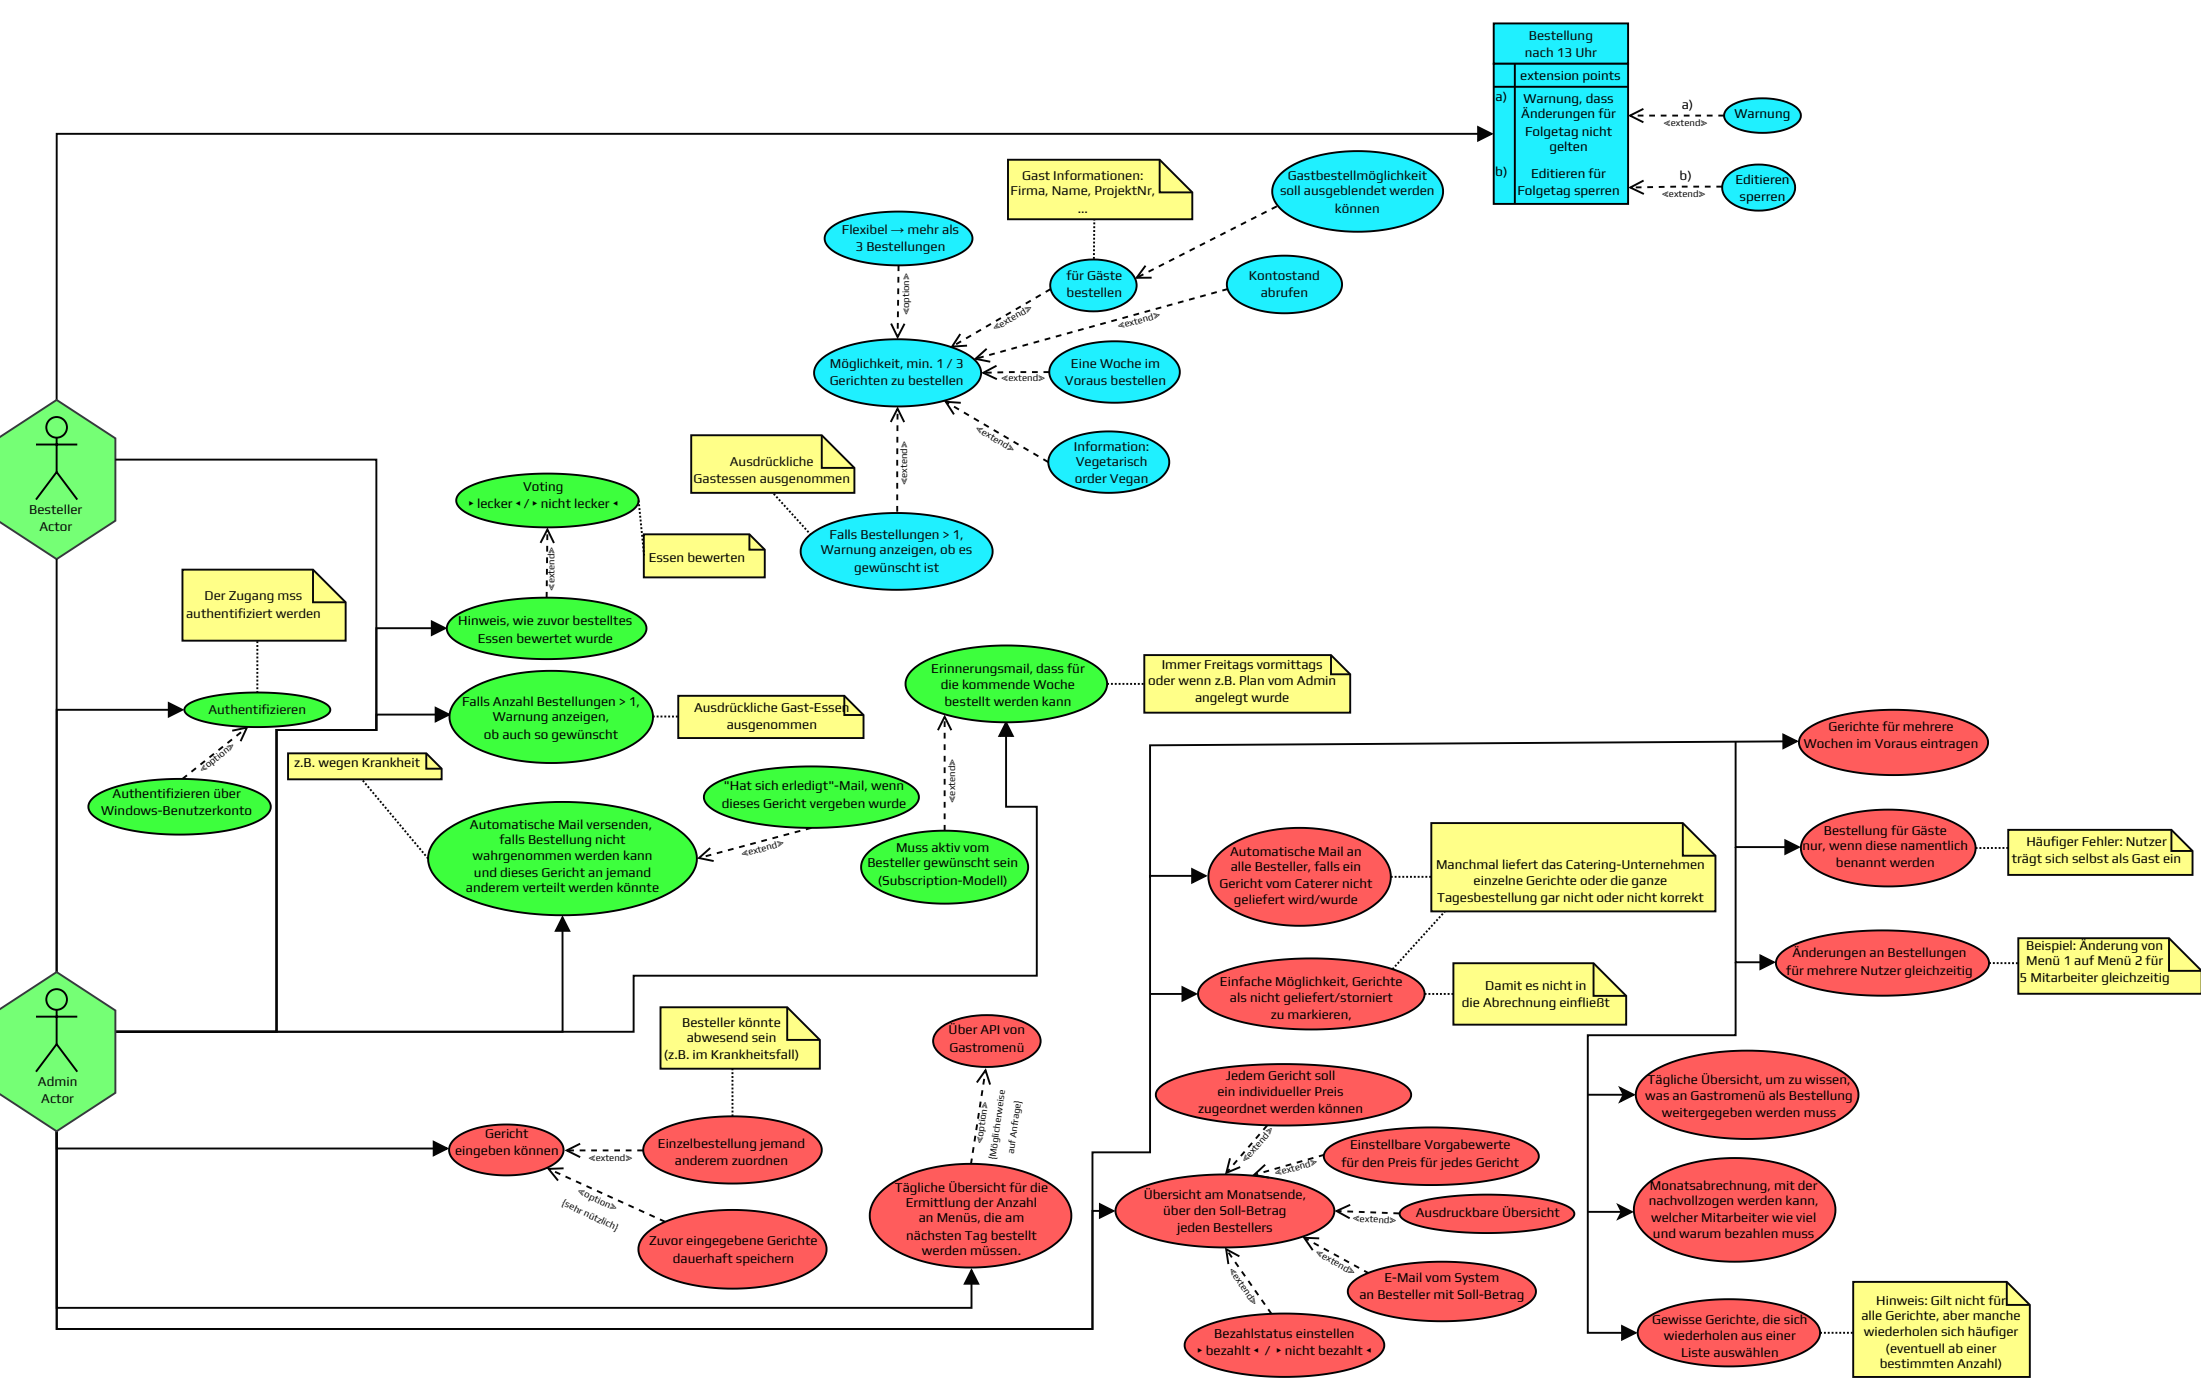 Bestellung
nach 13 Uhr
extension points
a)
Warnung, dass
Änderungen für
Folgetag nicht
gelten
b)
Editieren für
Folgetag sperren
a)
<extend>
Warnung
b)
<extend>
Editieren
sperren
Gast Informationen:
Firma, Name, ProjektNr,
...
Gastbestellmöglichkeit
soll ausgeblendet werden
können
Flexibel → mehr als
3 Bestellungen
<option>
für Gäste
bestellen
<extend>
Kontostand
abrufen
<extend>
Möglichkeit, min. 1 / 3
Gerichten zu bestellen
<extend>
Eine Woche im
Voraus bestellen
<extend>
Information:
Vegetarisch
order Vegan
<extend>
Ausdrückliche
Gastessen ausgenommen
Falls Bestellungen > 1,
Warnung anzeigen, ob es
gewünscht ist
Besteller
Actor
Voting
‣ lecker ◂ / ‣ nicht lecker ◂
Essen bewerten
<extend>
Hinweis, wie zuvor bestelltes
Essen bewertet wurde
Der Zugang mss
authentifiziert werden
Authentifizieren
<option>
Authentifizieren über
Windows-Benutzerkonto
Falls Anzahl Bestellungen > 1,
Warnung anzeigen,
ob auch so gewünscht
Ausdrückliche Gast-Essen
ausgenommen
z.B. wegen Krankheit
Automatische Mail versenden,
falls Bestellung nicht
wahrgenommen werden kann
und dieses Gericht an jemand
anderem verteilt werden könnte
"Hat sich erledigt"-Mail, wenn
dieses Gericht vergeben wurde
<extend>
Erinnerungsmail, dass für
die kommende Woche
bestellt werden kann
Immer Freitags vormittags
oder wenn z.B. Plan vom Admin
angelegt wurde
<extend>
Muss aktiv vom
Besteller gewünscht sein
(Subscription-Modell)
Gerichte für mehrere
Wochen im Voraus eintragen
Bestellung für Gäste
nur, wenn diese namentlich
benannt werden
Häufiger Fehler: Nutzer
trägt sich selbst als Gast ein
Automatische Mail an
alle Besteller, falls ein
Gericht vom Caterer nicht
geliefert wird/wurde
Manchmal liefert das Catering-Unternehmen
einzelne Gerichte oder die ganze
Tagesbestellung gar nicht oder nicht korrekt
Einfache Möglichkeit, Gerichte
als nicht geliefert/storniert
zu markieren,
Damit es nicht in
die Abrechnung einfließt
Änderungen an Bestellungen
für mehrere Nutzer gleichzeitig
Beispiel: Änderung von
Menü 1 auf Menü 2 für
5 Mitarbeiter gleichzeitig
Admin
Actor
Besteller könnte
abwesend sein
(z.B. im Krankheitsfall)
Gericht
eingeben können
<extend>
Einzelbestellung jemand
anderem zuordnen
<option>
[sehr nützlich]
Zuvor eingegebene Gerichte
dauerhaft speichern
Über API von
Gastromenü
<option>
[Möglicherweise
auf Anfrage]
Tägliche Übersicht für die
Ermittlung der Anzahl
an Menüs, die am
nächsten Tag bestellt
werden müssen.
Jedem Gericht soll
ein individueller Preis
zugeordnet werden können
<extend>
Einstellbare Vorgabewerte
für den Preis für jedes Gericht
<extend>
Übersicht am Monatsende,
über den Soll-Betrag
jeden Bestellers
<extend>
Ausdruckbare Übersicht
<extend>
E-Mail vom System
an Besteller mit Soll-Betrag
<extend>
Bezahlstatus einstellen
‣ bezahlt ◂ / ‣ nicht bezahlt ◂
Tägliche Übersicht, um zu wissen,
was an Gastromenü als Bestellung
weitergegeben werden muss
Monatsabrechnung, mit der
nachvollzogen werden kann,
welcher Mitarbeiter wie viel
und warum bezahlen muss
Gewisse Gerichte, die sich
wiederholen aus einer
Liste auswählen
Hinweis: Gilt nicht für
alle Gerichte, aber manche
wiederholen sich häufiger
(eventuell ab einer
bestimmten Anzahl)